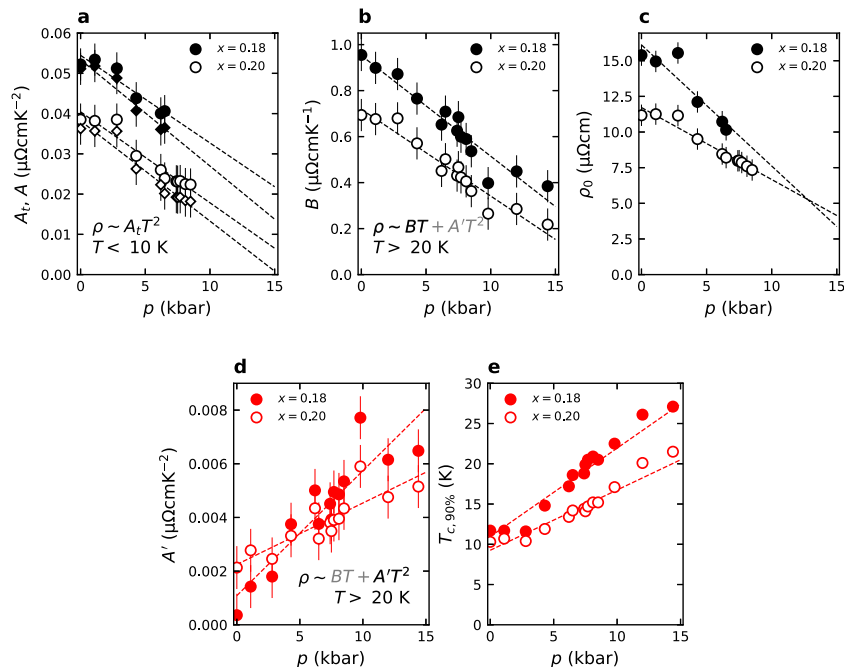 a
0.06
0.05
0.04
0.03
0.02
0.01
0.00
0
5
10
15
A_t, A (μΩcmK⁻²)
p (kbar)
x = 0.18
x = 0.20
ρ ~ A_tT²
T < 10 K
b
1.0
0.8
0.6
0.4
0.2
0.0
0
5
10
15
B (μΩcmK⁻¹)
p (kbar)
x = 0.18
x = 0.20
ρ ~ BT + A′T²
T > 20 K
c
15.0
12.5
10.0
7.5
5.0
2.5
0.0
0
5
10
15
ρ₀ (μΩcm)
p (kbar)
x = 0.18
x = 0.20
d
0.008
0.006
0.004
0.002
0.000
0
5
10
15
A′ (μΩcmK⁻²)
p (kbar)
x = 0.18
x = 0.20
ρ ~ BT + A′T²
T > 20 K
e
30
25
20
15
10
5
0
0
5
10
15
T_c, 90% (K)
p (kbar)
x = 0.18
x = 0.20